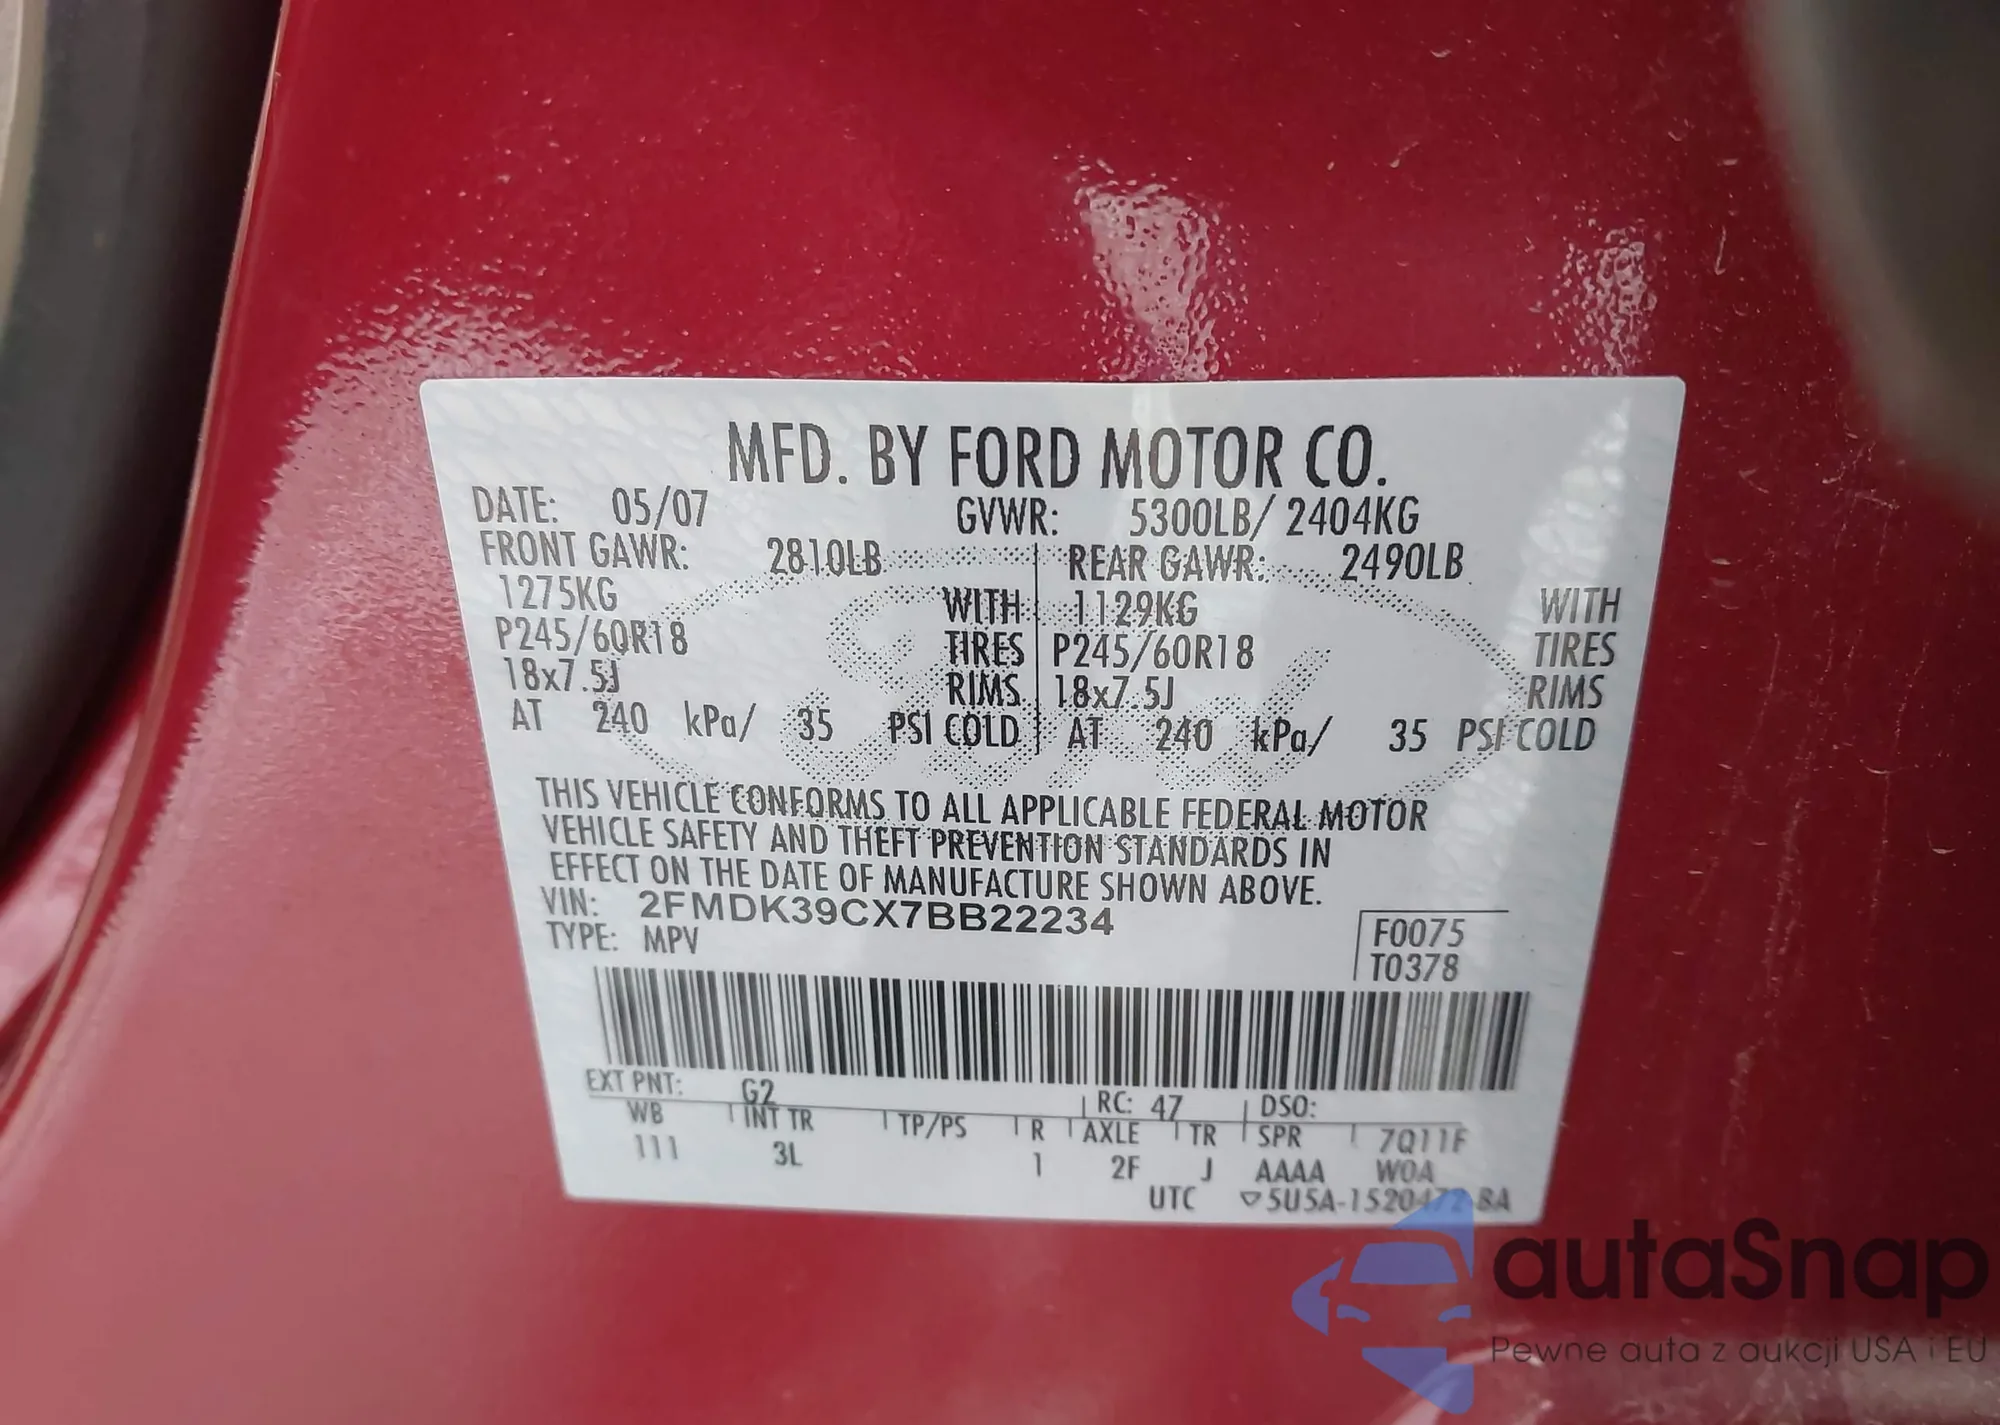 MFD. BY FORD MOTOR CO.
DATE: 05/07 GVWR: 5300LB/ 2404KG
FRONT GAWR: 2810LB REAR GAWR: 2490LB
1275KG WITH 1129KG WITH
P245/60R18 TIRES P245/60R18 TIRES
18x7.5J RIMS 18x7.5J RIMS
AT 240 kPa/ 35 PSI COLD AT 240 kPa/ 35 PSI COLD
THIS VEHICLE CONFORMS TO ALL APPLICABLE FEDERAL MOTOR
VEHICLE SAFETY AND THEFT PREVENTION STANDARDS IN
EFFECT ON THE DATE OF MANUFACTURE SHOWN ABOVE.
VIN: 2FMDK39CX7BB22234
TYPE: MPV
F0075
T0378
EXT PNT: G2 RC: 47 DSO:
WB INT TR TP/PS R AXLE TR SPR 7Q11F
111 3L 1 2F J AAAA WOA
UTC ▽5U5A-1520472-BA
Ford
autaSnap
Pewne auta z aukcji USA i EU